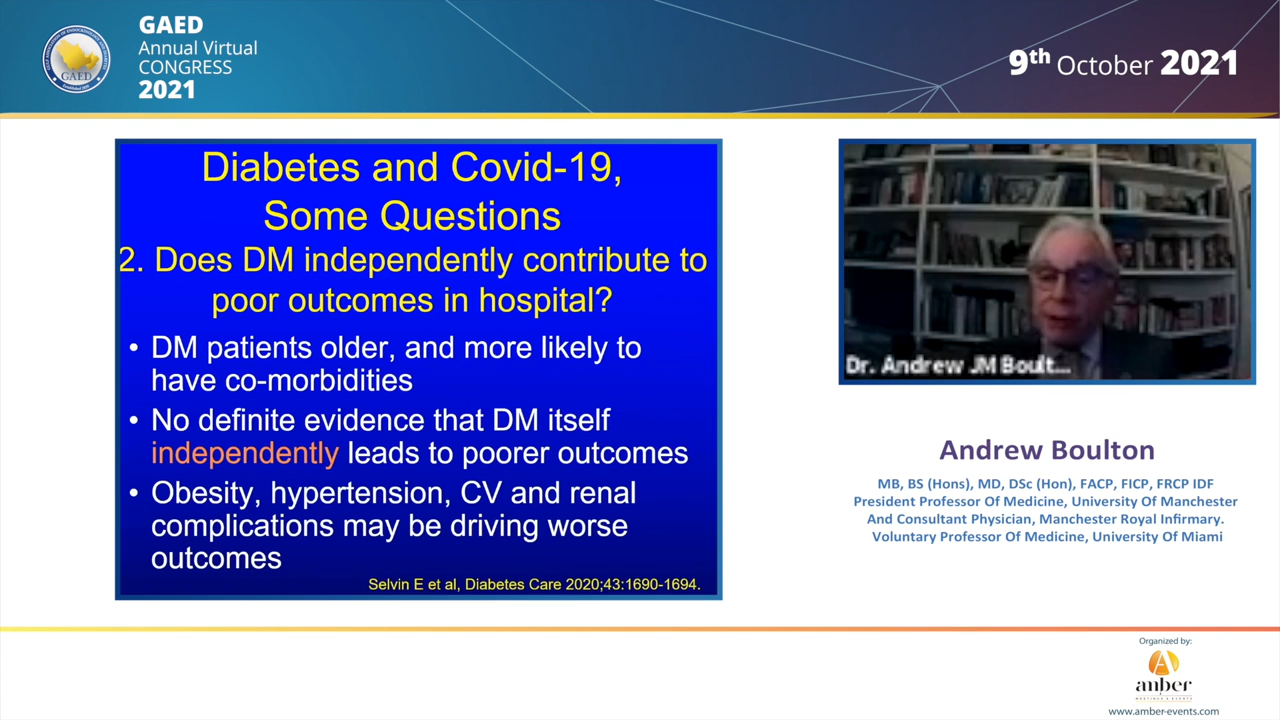 GAED
Annual Virtual
CONGRESS
2021
GAED
9th October 2021
Diabetes and Covid-19,
Some Questions
2. Does DM independently contribute to
poor outcomes in hospital?
• DM patients older, and more likely to
have co-morbidities
• No definite evidence that DM itself
independently leads to poorer outcomes
• Obesity, hypertension, CV and renal
complications may be driving worse
outcomes
Selvin E et al, Diabetes Care 2020;43:1690-1694.
Dr. Andrew JM Boult...
Andrew Boulton
MB, BS (Hons), MD, DSc (Hon), FACP, FICP, FRCP IDF
President Professor Of Medicine, University Of Manchester
And Consultant Physician, Manchester Royal Infirmary.
Voluntary Professor Of Medicine, University Of Miami
Organized by:
amber
MEETINGS & EVENTS
www.amber-events.com